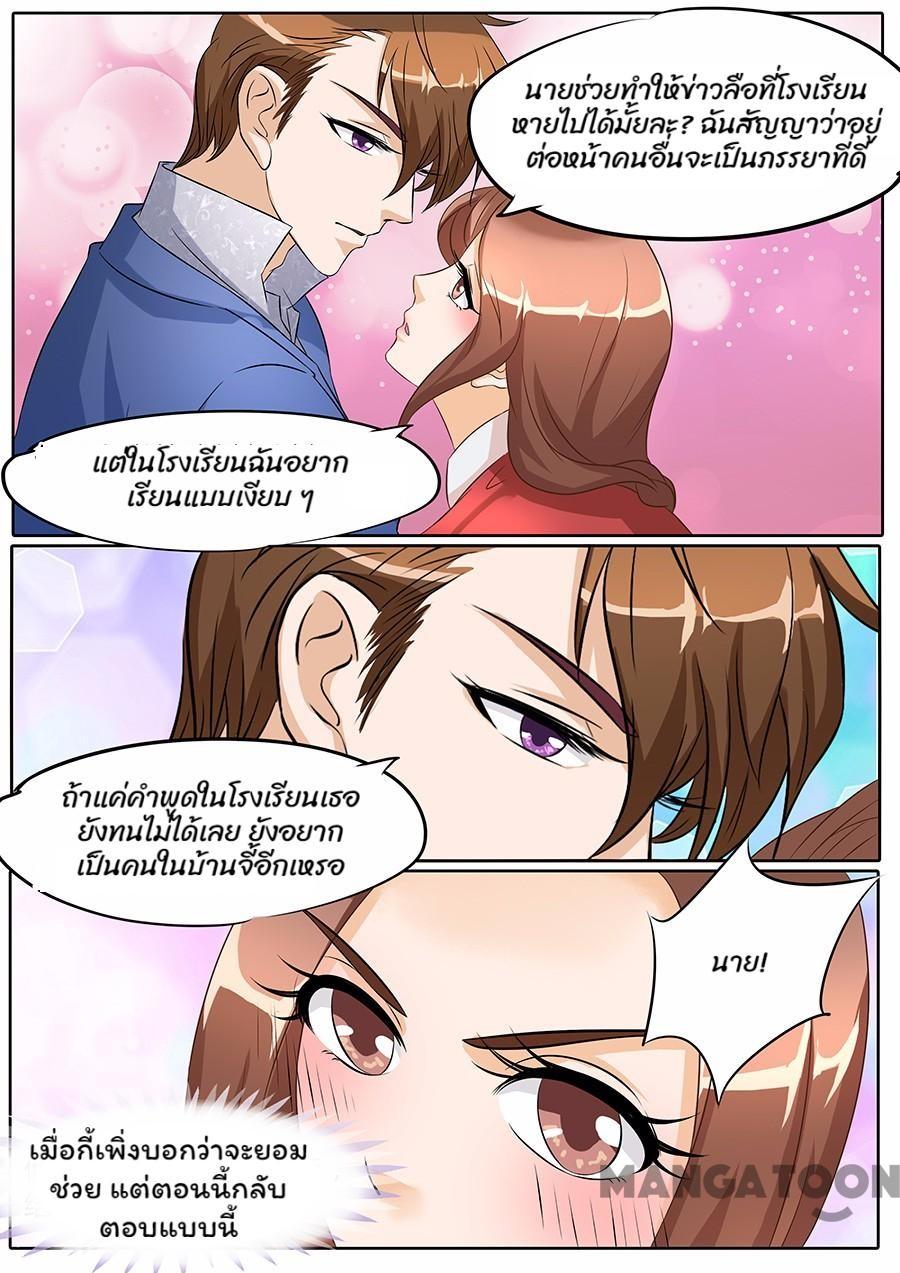 นายช่วยทำให้ข่าวลือที่โรงเรียน
หายไปได้มั้ยละ? ฉันสัญญาว่าอยู่
ต่อหน้าคนอื่นจะเป็นภรรยาที่ดี
แต่ในโรงเรียนฉันอยาก
เรียนแบบเงียบ ๆ
ถ้าแค่คำพูดในโรงเรียนเธอ
ยังทนไม่ได้เลย ยังอยาก
เป็นคนในบ้านจี้อีกเหรอ
นาย!
เมื่อกี้เพิ่งบอกว่าจะยอม
ช่วย แต่ตอนนี้กลับ
ตอบแบบนี้
MANGATOON